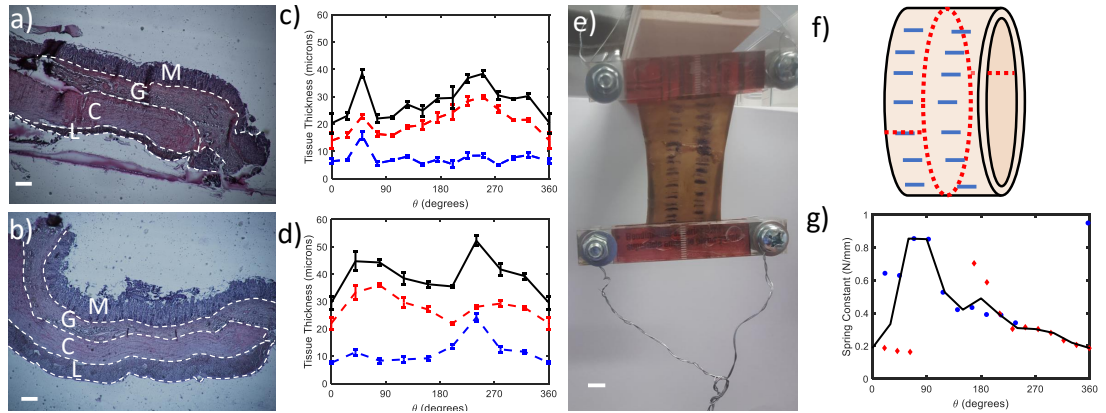 a)
M
G
C
L
b)
M
G
C
L
c)
60
50
40
30
20
10
0
Tissue Thickness (microns)
0 90 180 270 360
θ (degrees)
d)
60
50
40
30
20
10
0
Tissue Thickness (microns)
0 90 180 270 360
θ (degrees)
e)
f)
g)
1
0.8
0.6
0.4
0.2
0
Spring Constant (N/mm)
0 90 180 270 360
θ (degrees)